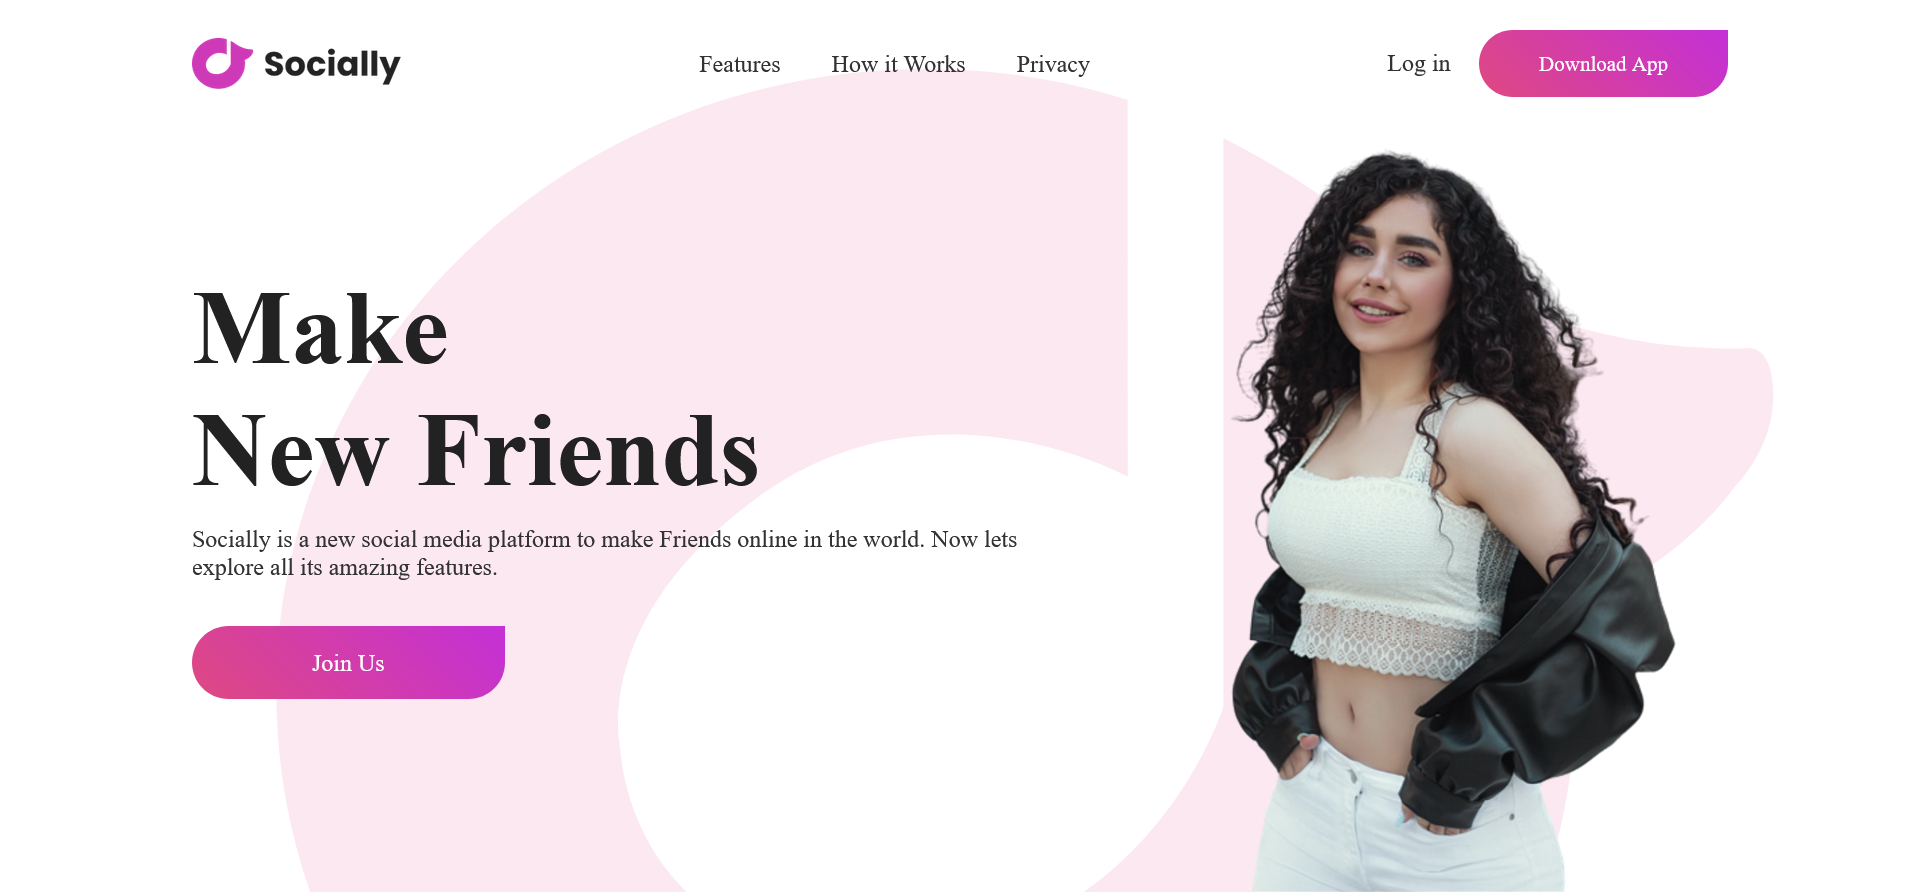 Socially
Features
How it Works
Privacy
Log in
Download App
Make
New Friends
Socially is a new social media platform to make Friends online in the world. Now lets
explore all its amazing features.
Join Us